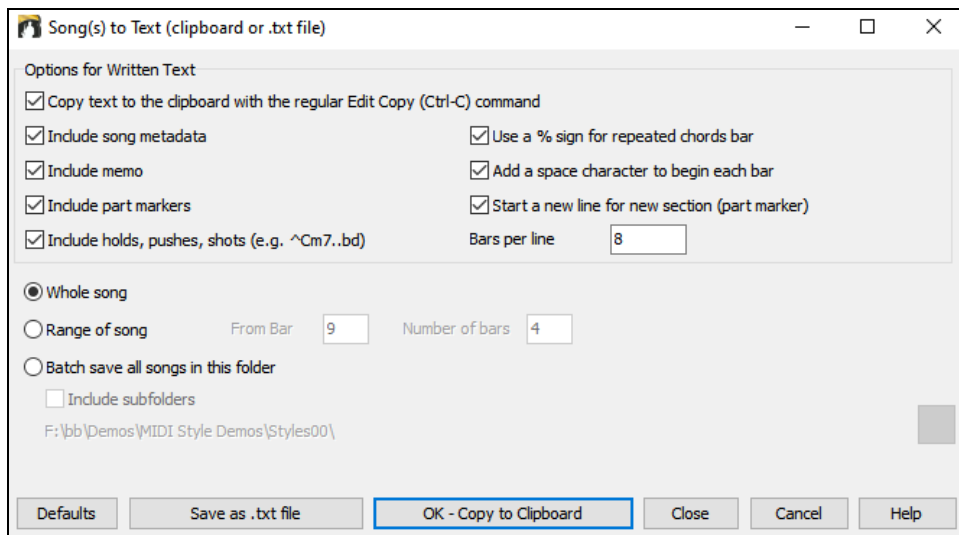 Song(s) to Text (clipboard or .txt file)
Options for Written Text
Copy text to the clipboard with the regular Edit Copy (Ctrl-C) command
Include song metadata
Use a % sign for repeated chords bar
Include memo
Add a space character to begin each bar
Include part markers
Start a new line for new section (part marker)
Include holds, pushes, shots (e.g. ^Cm7..bd)
Bars per line 8
Whole song
Range of song From Bar 9 Number of bars 4
Batch save all songs in this folder
Include subfolders
F:\bb\Demos\MIDI Style Demos\Styles00\
Defaults Save as .txt file OK - Copy to Clipboard Close Cancel Help